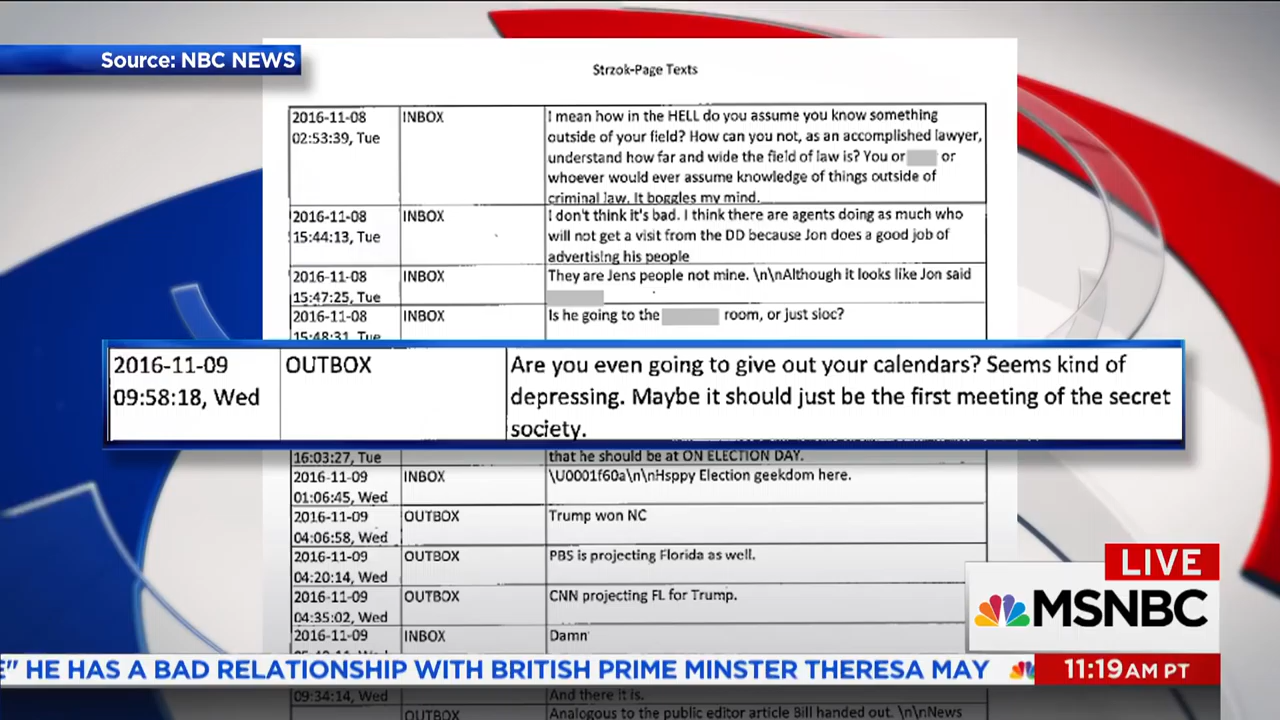 Source: NBC NEWS
Strzok-Page Texts
2016-11-08 INBOX I mean how in the HELL do you assume you know something
02:53:39, Tue outside of your field? How can you not, as an accomplished lawyer,
understand how far and wide the field of law is? You or or
whoever would ever assume knowledge of things outside of
criminal law. It boggles my mind.
2016-11-08 INBOX I don't think it's bad. I think there are agents doing as much who
15:44:13, Tue will not get a visit from the DD because Jon does a good job of
advertising his people
2016-11-08 INBOX They are Jens people not mine. \n\nAlthough it looks like Jon said
15:47:25, Tue
2016-11-08 INBOX Is he going to the room, or just sioc?
15:48:31, Tue
2016-11-09 OUTBOX Are you even going to give out your calendars? Seems kind of
09:58:18, Wed depressing. Maybe it should just be the first meeting of the secret
society.
16:03:27, Tue that he should be at ON ELECTION DAY.
2016-11-09 INBOX \U0001f60a\n\nHsppy Election geekdom here.
01:06:45, Wed
2016-11-09 OUTBOX Trump won NC
04:06:58, Wed
2016-11-09 OUTBOX PBS is projecting Florida as well.
04:20:14, Wed
2016-11-09 OUTBOX CNN projecting FL for Trump.
04:35:02, Wed
2016-11-09 INBOX Damn
LIVE
MSNBC
" HE HAS A BAD RELATIONSHIP WITH BRITISH PRIME MINSTER THERESA MAY
11:19 AM PT
09:34:14, Wed And there it is.
OUTBOX Analogous to the public editor article Bill handed out. \n\nNews